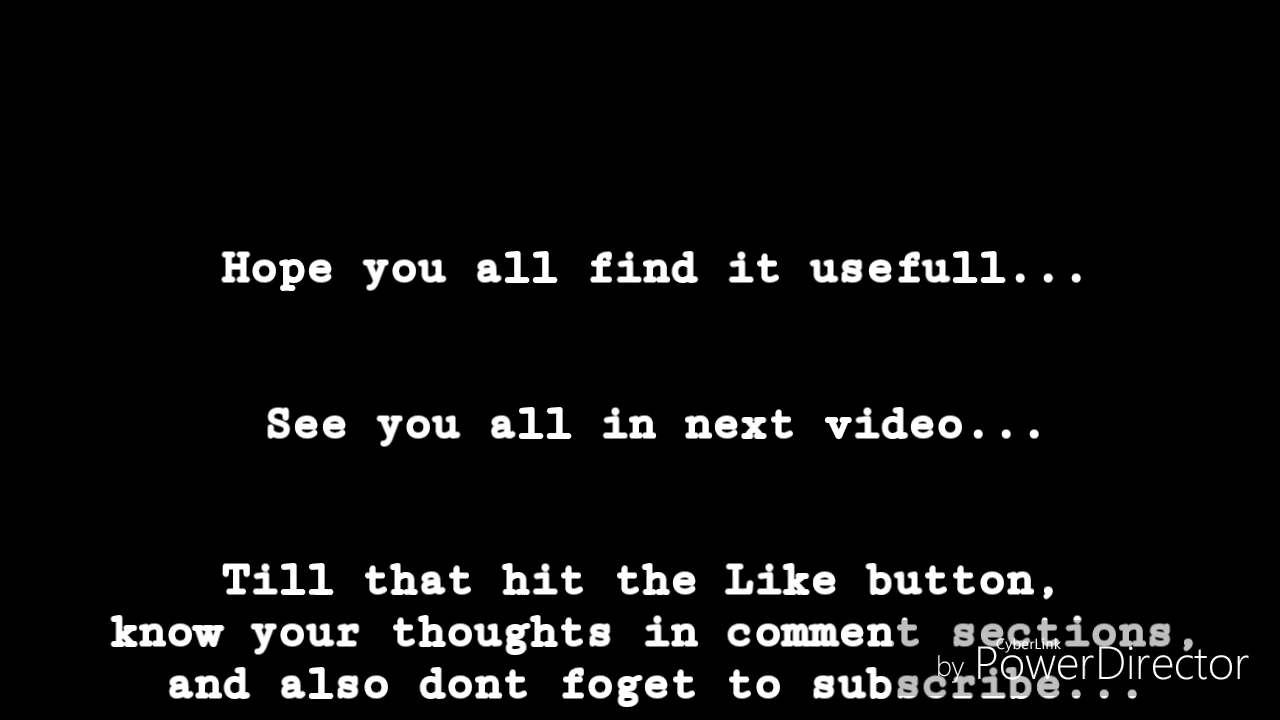 Hope you all find it usefull...
See you all in next video...
Till that hit the Like button,
know your thoughts in comment sections,
and also dont foget to subscribe...
CyberLink
by PowerDirector